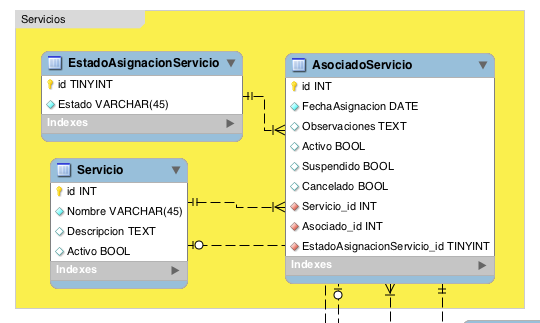 Servicios
EstadoAsignacionServicio
id TINYINT
Estado VARCHAR(45)
Indexes
Servicio
id INT
Nombre VARCHAR(45)
Descripcion TEXT
Activo BOOL
Indexes
AsociadoServicio
id INT
FechaAsignacion DATE
Observaciones TEXT
Activo BOOL
Suspendido BOOL
Cancelado BOOL
Servicio_id INT
Asociado_id INT
EstadoAsignacionServicio_id TINYINT
Indexes